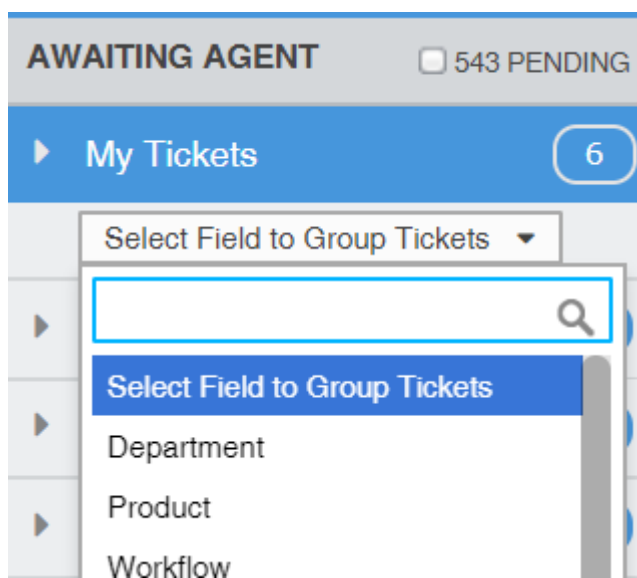 AWAITING AGENT 543 PENDING
My Tickets 6
Select Field to Group Tickets
Select Field to Group Tickets
Department
Product
Workflow